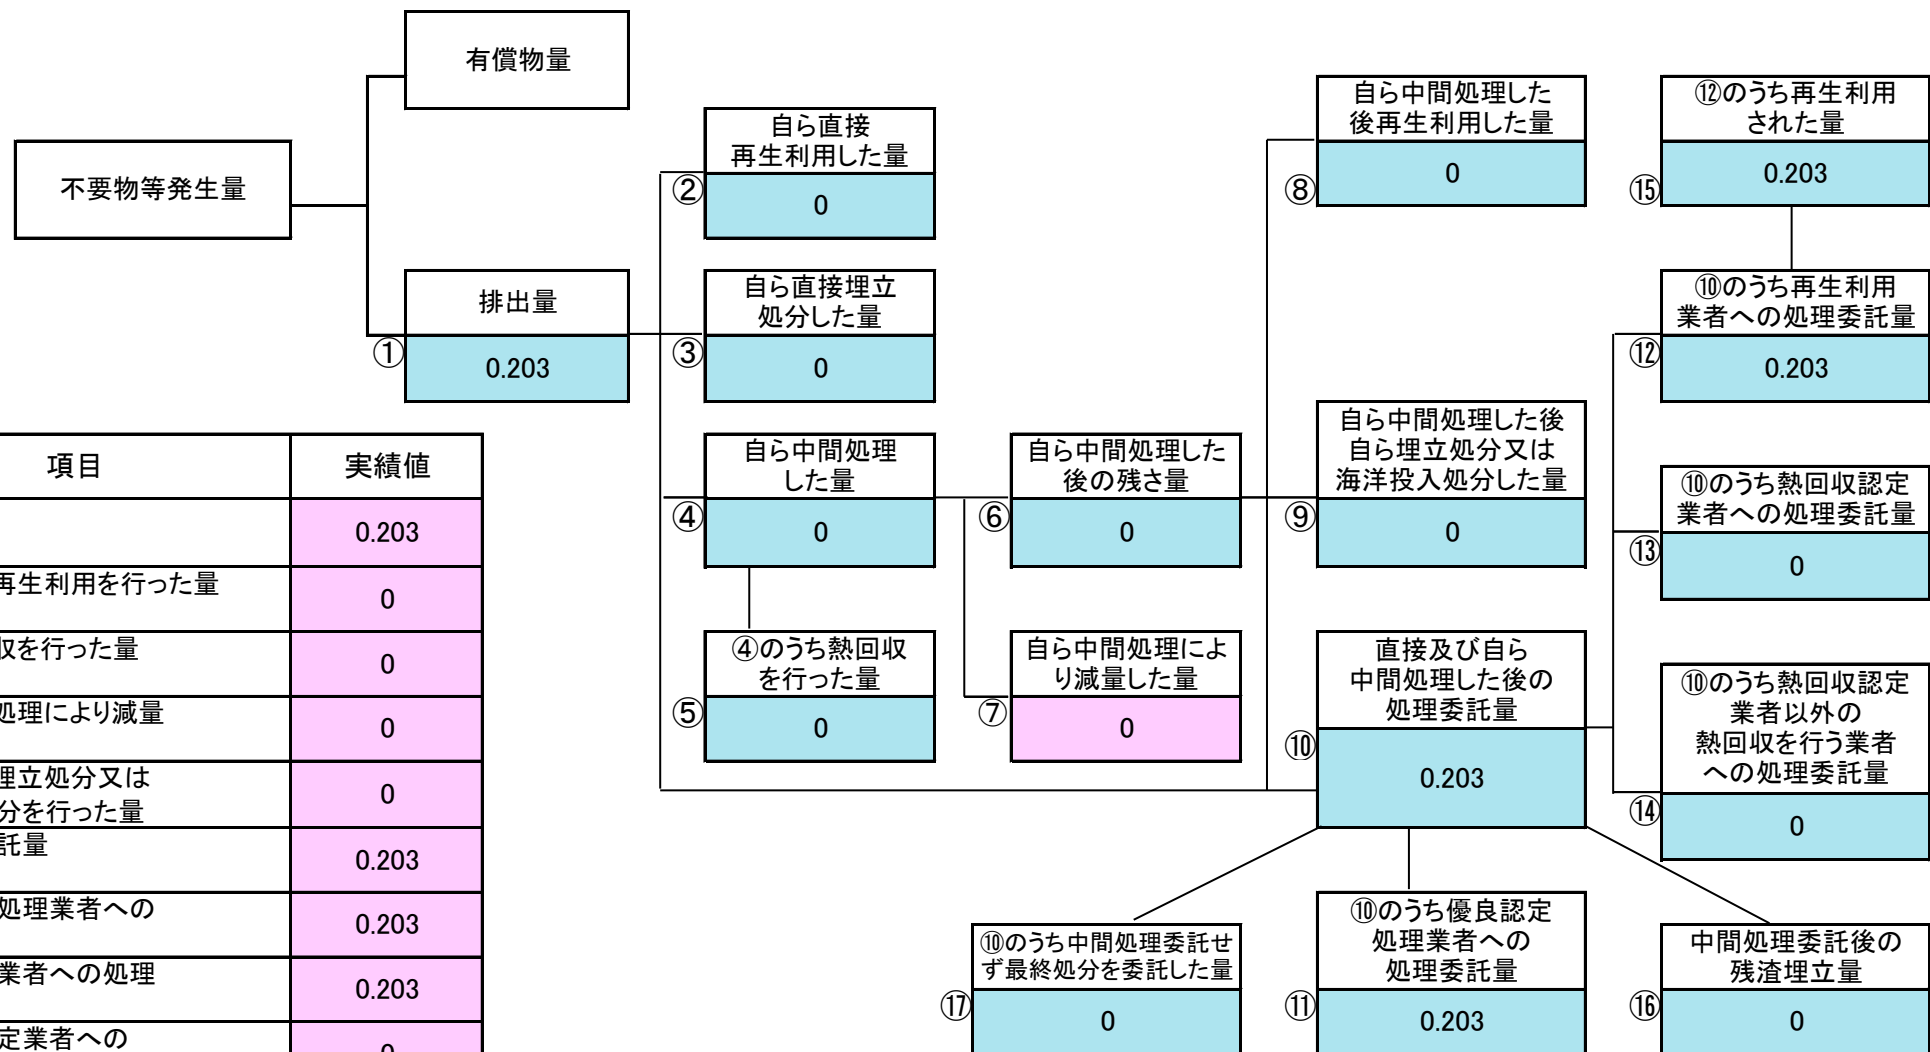 有償物量
不要物等発生量
排出量
①
0.203
自ら直接
再生利用した量
②
0
自ら直接埋立
処分した量
③
0
自ら中間処理
した量
④
0
④のうち熱回収
を行った量
⑤
0
自ら中間処理した
後の残さ量
⑥
0
自ら中間処理によ
り減量した量
⑦
0
自ら中間処理した
後再生利用した量
⑧
0
自ら中間処理した後
自ら埋立処分又は
海洋投入処分した量
⑨
0
直接及び自ら
中間処理した後の
処理委託量
⑩
0.203
⑩のうち優良認定
処理業者への
処理委託量
⑪
0.203
⑫のうち再生利用
された量
⑮
0.203
⑩のうち再生利用
業者への処理委託量
⑫
0.203
⑩のうち熱回収認定
業者への処理委託量
⑬
0
⑩のうち熱回収認定
業者以外の
熱回収を行う業者
への処理委託量
⑭
0
⑩のうち中間処理委託せ
ず最終処分を委託した量
⑰
0
中間処理委託後の
残渣埋立量
⑯
0
項目 実績値
0.203
再生利用を行った量 0
収を行った量 0
処理により減量 0
埋立処分又は
分を行った量 0
託量 0.203
処理業者への 0.203
業者への処理 0.203
定業者への 0